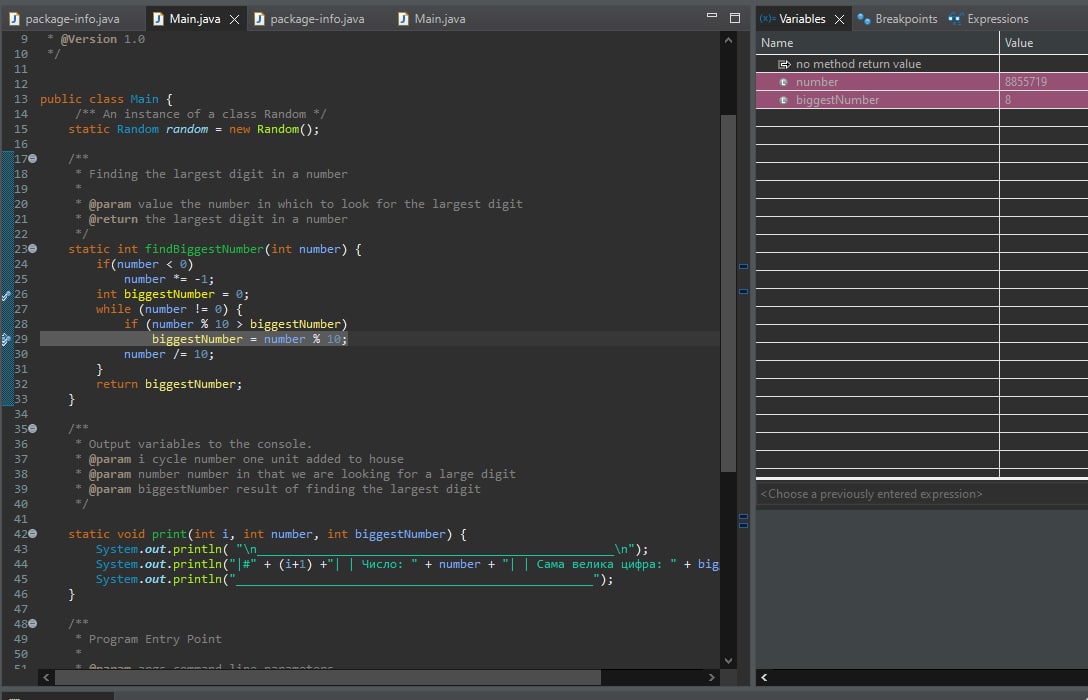 package-info.java Main.java package-info.java Main.java
9 * @Version 1.0
10 */
11
12
13 public class Main {
14 /** An instance of a class Random */
15 static Random random = new Random();
16
17 /**
18 * Finding the largest digit in a number
19 *
20 * @param value the number in which to look for the largest digit
21 * @return the largest digit in a number
22 */
23 static int findBiggestNumber(int number) {
24 if(number < 0)
25 number *= -1;
26 int biggestNumber = 0;
27 while (number != 0) {
28 if (number % 10 > biggestNumber)
29 biggestNumber = number % 10;
30 number /= 10;
31 }
32 return biggestNumber;
33 }
34
35 /**
36 * Output variables to the console.
37 * @param i cycle number one unit added to house
38 * @param number number in that we are looking for a large digit
39 * @param biggestNumber result of finding the largest digit
40 */
41
42 static void print(int i, int number, int biggestNumber) {
43 System.out.println( "\n___________________________________________________\n");
44 System.out.println("|#" + (i+1) +"| | Число: " + number + "| | Сама велика цифра: " + big
45 System.out.println("___________________________________________________");
46 }
47
48 /**
49 * Program Entry Point
50 *
51 * @param args command line parameters
(x)= Variables Breakpoints Expressions
Name Value
no method return value
number 8855719
biggestNumber 8
<Choose a previously entered expression>